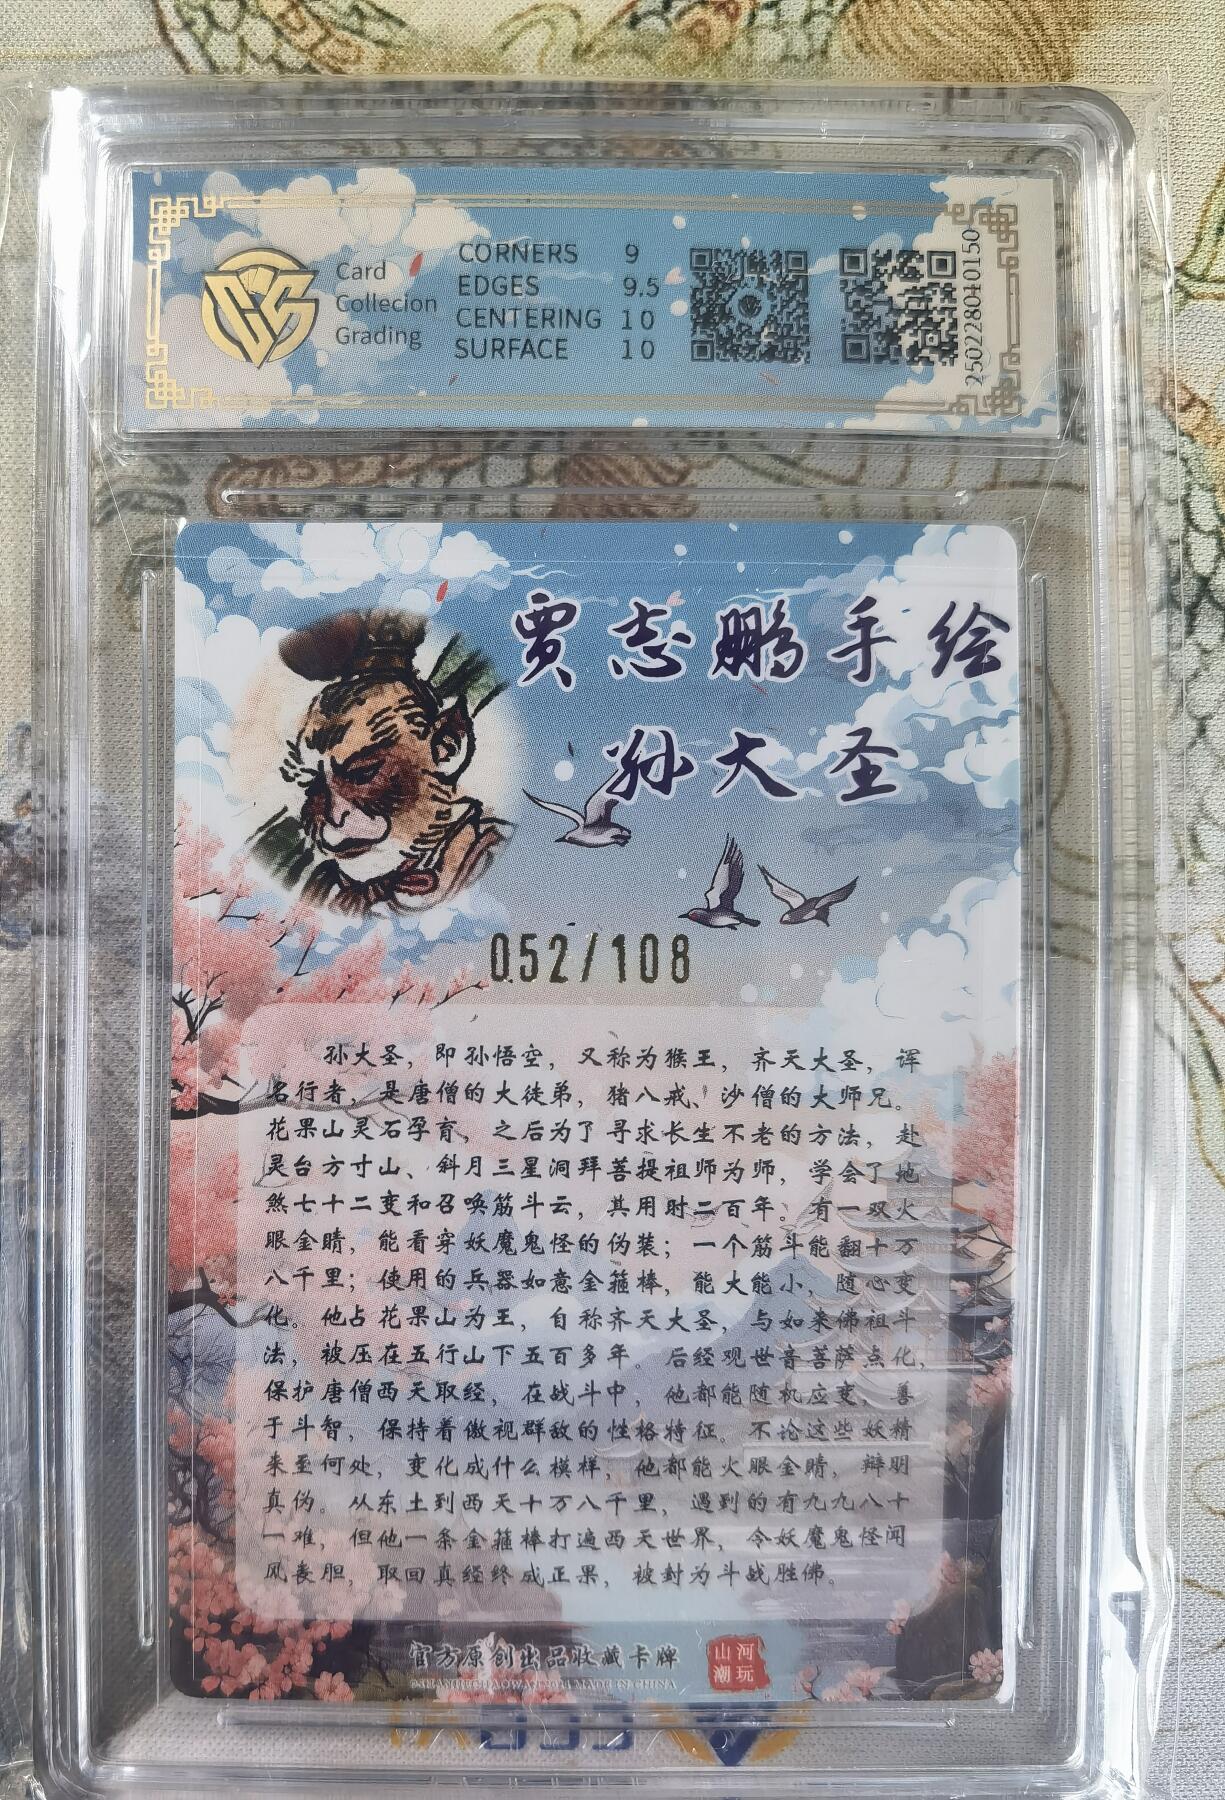 Card
Collecion
Grading
CORNERS 9
EDGES 9.5
CENTERING 10
SURFACE 10
250228040150
贾志鹏手绘
孙大圣
052/108
孙大圣，即孙悟空，又称为猴王，齐天大圣，诨
名行者，是唐僧的大徒弟，猪八戒、沙僧的大师兄。
花果山灵石孕育，之后为了寻求长生不老的方法，赴
灵台方寸山、斜月三星洞拜菩提祖师为师，学会了地
煞七十二变和召唤筋斗云，其用时二百年。有一双火
眼金睛，能看穿妖魔鬼怪的伪装；一个筋斗能翻十万
八千里；使用的兵器如意金箍棒，能大能小，随心变
化。他占花果山为王，自称齐天大圣，与如来佛祖斗
法，被压在五行山下五百多年。后经观世音菩萨点化，
保护唐僧西天取经，在战斗中，他都能随机应变，善
于斗智，保持着傲视群敌的性格特征。不论这些妖精
来至何处，变化成什么模样，他都能火眼金睛，辩明
真伪。从东土到西天十万八千里，遇到的有九九八十
一难，但他一条金箍棒打遍西天世界，令妖魔鬼怪闻
风丧胆，取回真经终成正果，被封为斗战胜佛。
官方原创出品收藏卡牌
山河
潮玩